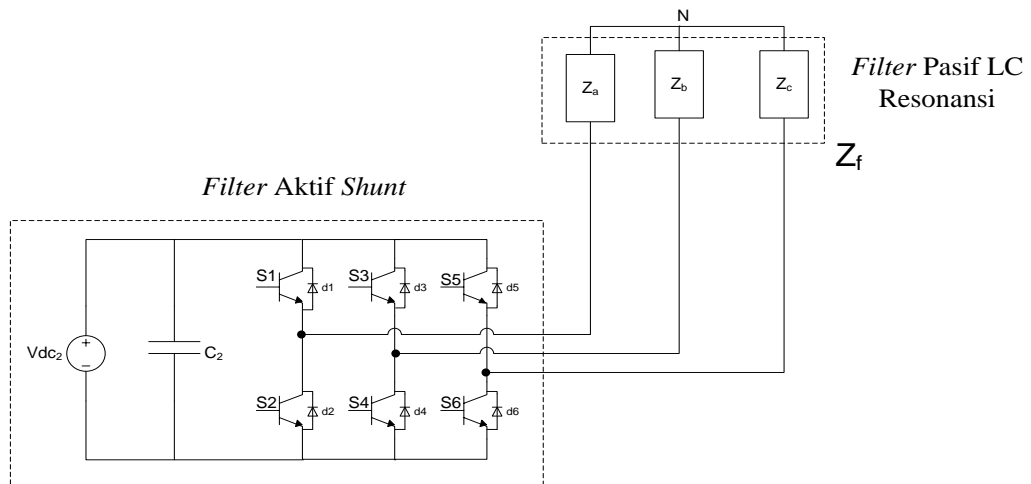 N
Filter Pasif LC
Resonansi
Za
Zb
Zc
Zf
Filter Aktif Shunt
S1
d1
S3
d3
S5
d5
Vdc2
+
−
C2
S2
d2
S4
d4
S6
d6